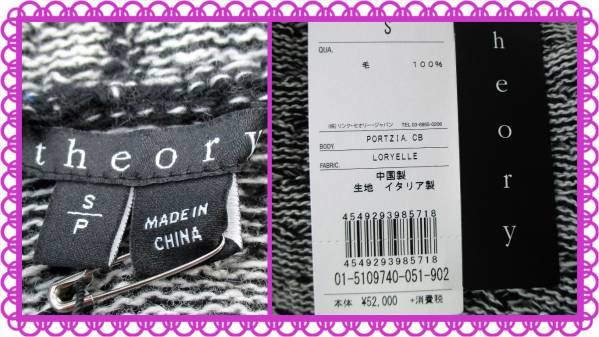 theory
S
P
MADE IN
CHINA
S
QUA.
毛 100%
(株)リンク・セオリー・ジャパン TEL 03-6865-0206
BODY. PORTZIA CB
FABRIC. LORYELLE
中国製
生地 イタリア製
4549293985718
4549293985718
01-5109740-051-902
本体 ¥52,000 +消費税
theory